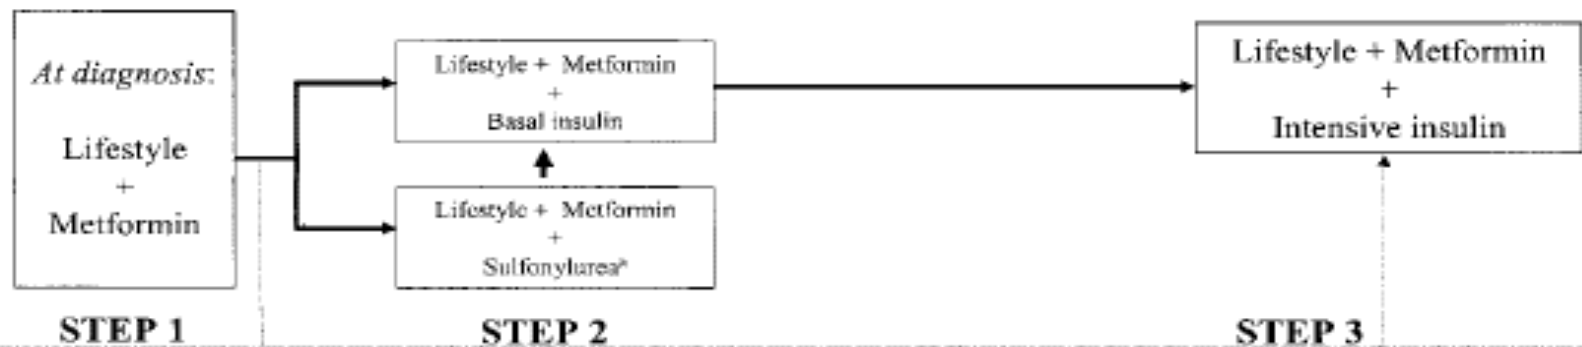 At diagnosis:
Lifestyle
+
Metformin
STEP 1
Lifestyle + Metformin
+
Basal insulin
Lifestyle + Metformin
+
Sulfonylureaª
STEP 2
Lifestyle + Metformin
+
Intensive insulin
STEP 3